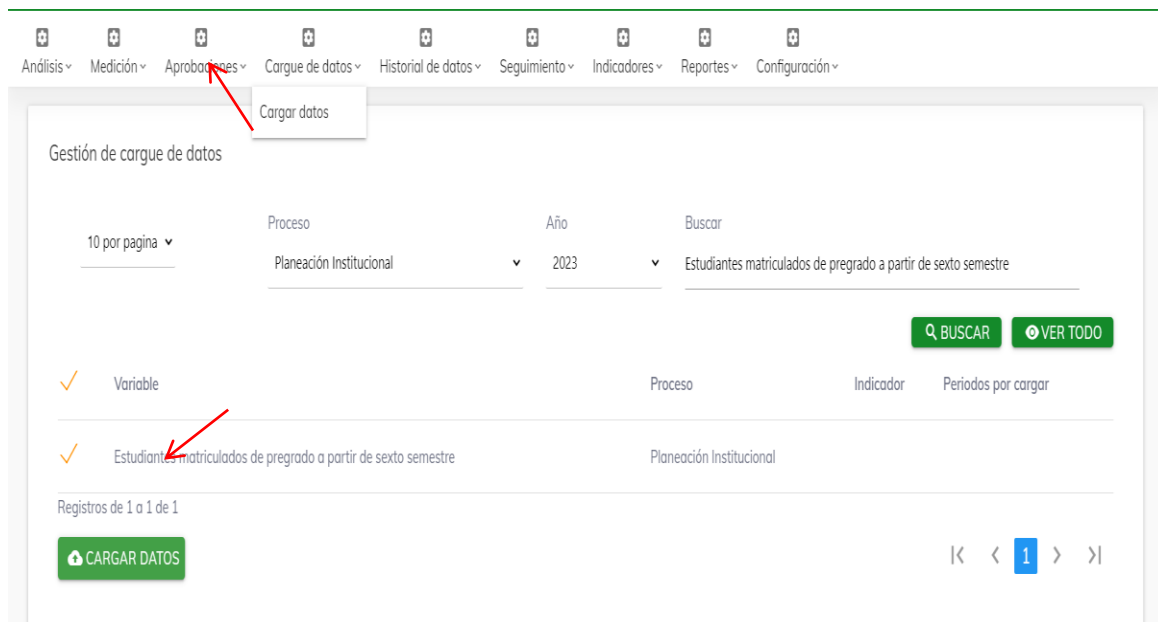 Análisis Medición Aprobaciones Cargue de datos Historial de datos Seguimiento Indicadores Reportes Configuración
Cargar datos
Gestión de cargue de datos
Proceso Año Buscar
10 por pagina Planeación Institucional 2023 Estudiantes matriculados de pregrado a partir de sexto semestre
BUSCAR VER TODO
Variable Proceso Indicador Periodos por cargar
Estudiantes matriculados de pregrado a partir de sexto semestre Planeación Institucional
Registros de 1 a 1 de 1
CARGAR DATOS 1